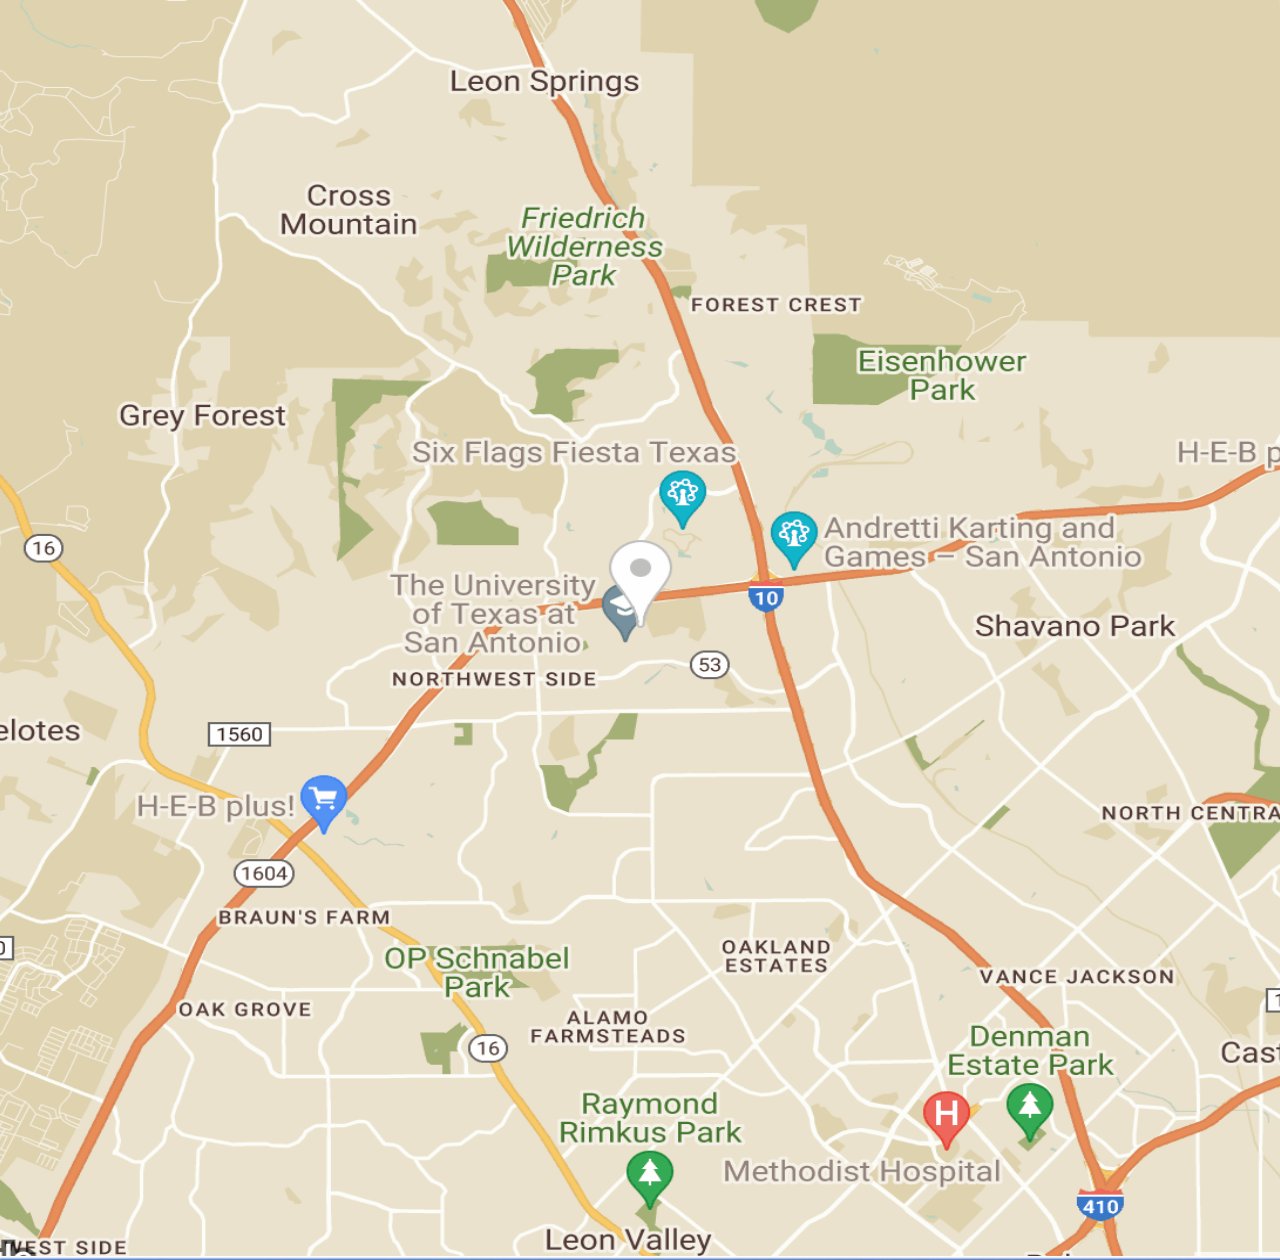 Leon Springs
Cross
Mountain
Friedrich
Wilderness
Park
FOREST CREST
Eisenhower
Park
Grey Forest
Six Flags Fiesta Texas
H-E-B p
16
Andretti Karting and
Games – San Antonio
The University
of Texas at
San Antonio
10
Shavano Park
53
NORTHWEST SIDE
elotes
1560
H-E-B plus!
NORTH CENTRA
1604
BRAUN'S FARM
0
OAKLAND
ESTATES
OP Schnabel
Park
VANCE JACKSON
OAK GROVE
1
ALAMO
FARMSTEADS
16
Denman
Estate Park
Cast
Raymond
Rimkus Park
H
Methodist Hospital
410
Leon Valley
WEST SIDE